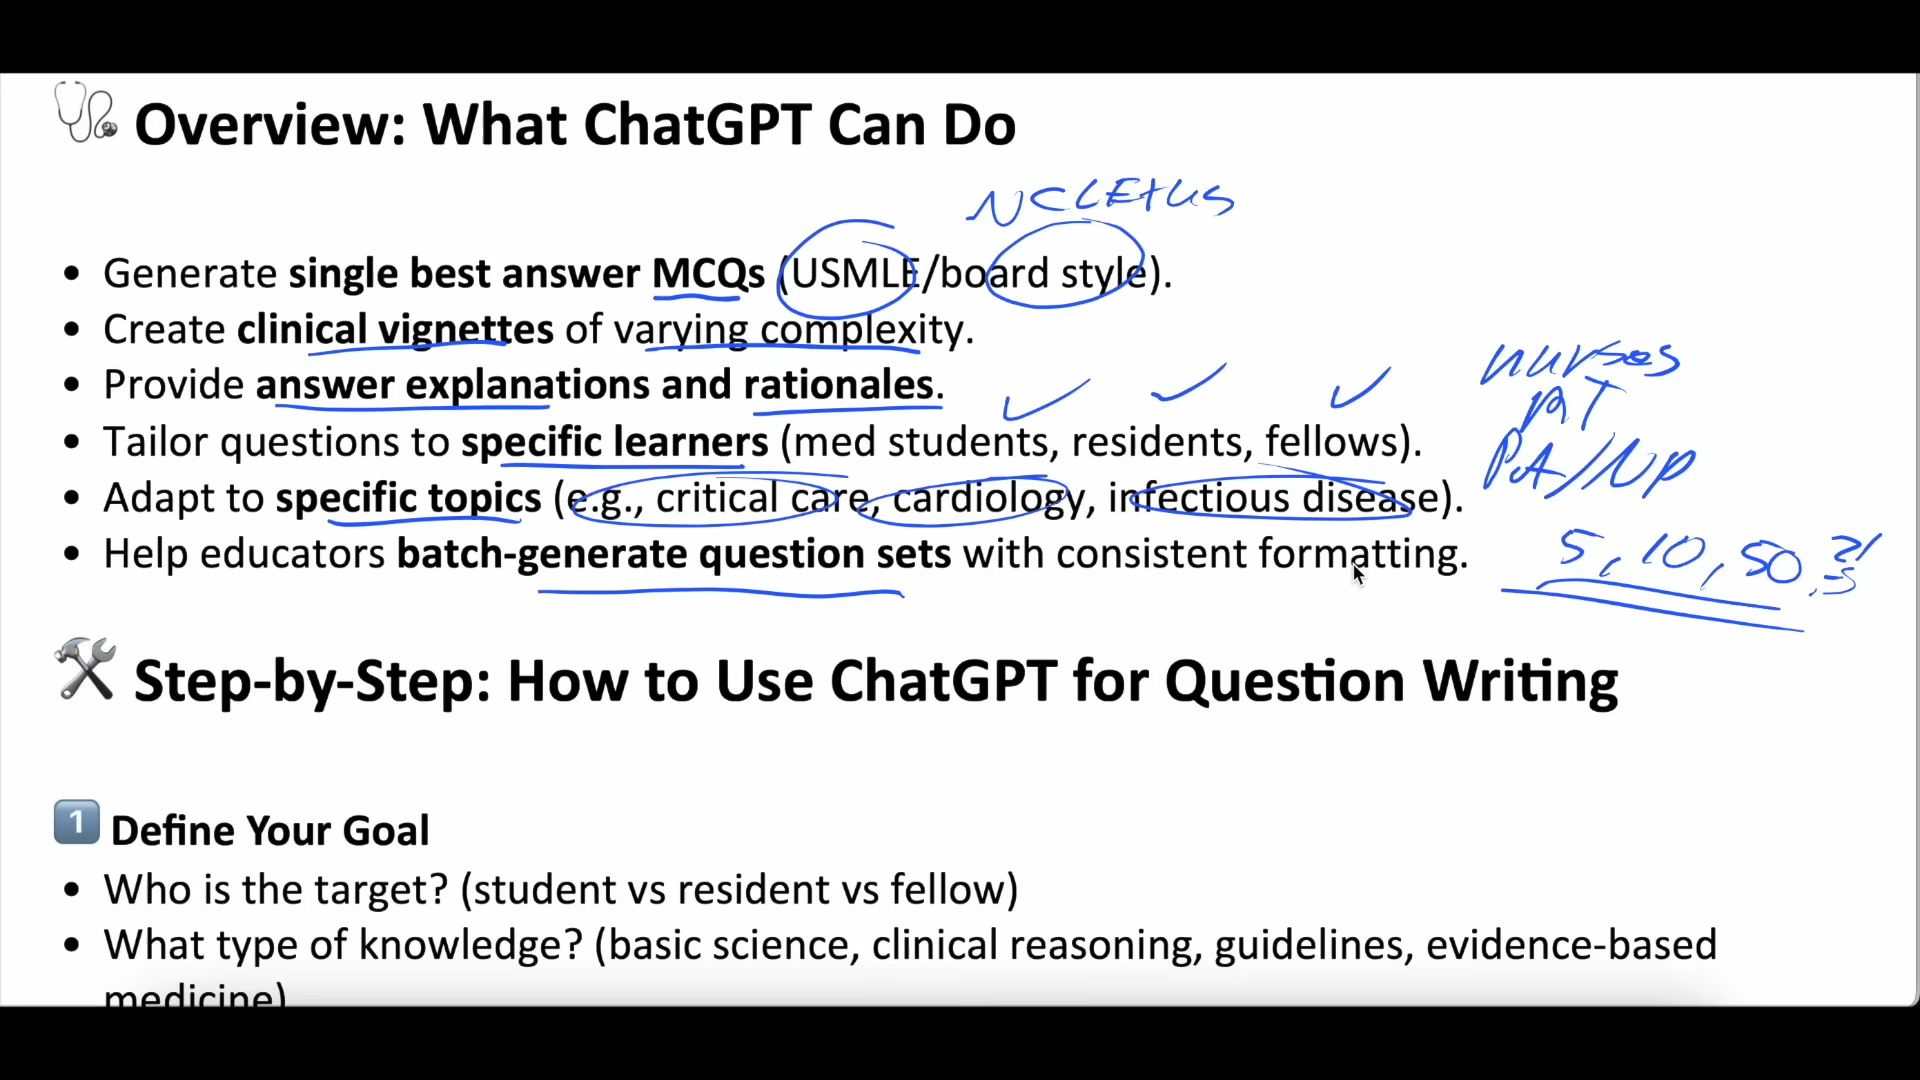 Overview: What ChatGPT Can Do
• Generate single best answer MCQs (USMLE/board style).
• Create clinical vignettes of varying complexity.
• Provide answer explanations and rationales.
nurses
• Tailor questions to specific learners (med students, residents, fellows).
PA/NP
• Adapt to specific topics (e.g., critical care, cardiology, infectious disease).
• Help educators batch-generate question sets with consistent formatting.
5, 10, 50,
Step-by-Step: How to Use ChatGPT for Question Writing
1 Define Your Goal
• Who is the target? (student vs resident vs fellow)
• What type of knowledge? (basic science, clinical reasoning, guidelines, evidence-based
medicine)